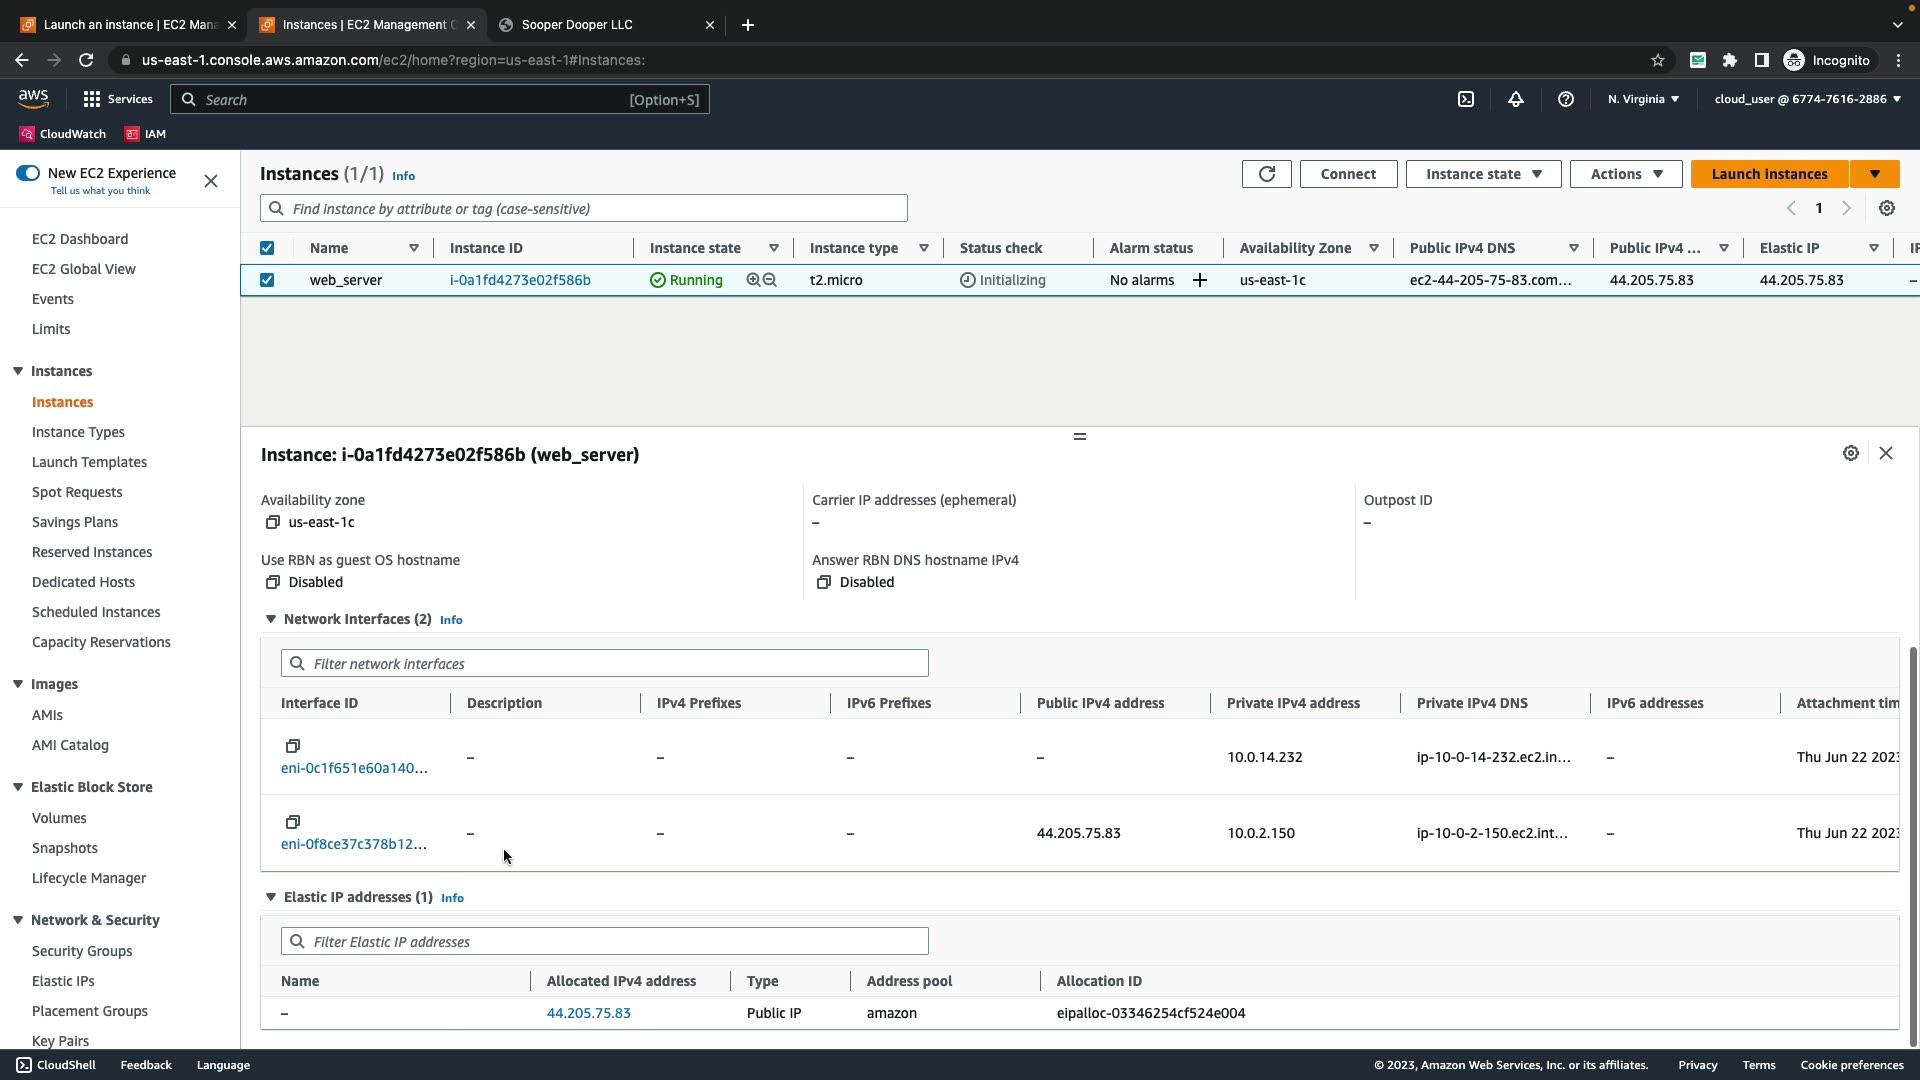 Launch an instance | EC2 Mana
Instances | EC2 Management C
Sooper Dooper LLC
us-east-1.console.aws.amazon.com/ec2/home?region=us-east-1#Instances:
Incognito
aws
Services
Search
[Option+S]
N. Virginia
cloud_user @ 6774-7616-2886
CloudWatch
IAM
New EC2 Experience
Tell us what you think
EC2 Dashboard
EC2 Global View
Events
Limits
Instances
Instances
Instance Types
Launch Templates
Spot Requests
Savings Plans
Reserved Instances
Dedicated Hosts
Scheduled Instances
Capacity Reservations
Images
AMIs
AMI Catalog
Elastic Block Store
Volumes
Snapshots
Lifecycle Manager
Network & Security
Security Groups
Elastic IPs
Placement Groups
Key Pairs
Instances (1/1) Info
Connect
Instance state
Actions
Launch instances
Find instance by attribute or tag (case-sensitive)
1
Name Instance ID Instance state Instance type Status check Alarm status Availability Zone Public IPv4 DNS Public IPv4 ... Elastic IP
web_server i-0a1fd4273e02f586b Running t2.micro Initializing No alarms + us-east-1c ec2-44-205-75-83.com... 44.205.75.83 44.205.75.83 –
Instance: i-0a1fd4273e02f586b (web_server)
Availability zone Carrier IP addresses (ephemeral) Outpost ID
us-east-1c – –
Use RBN as guest OS hostname Answer RBN DNS hostname IPv4
Disabled Disabled
Network Interfaces (2) Info
Filter network interfaces
Interface ID Description IPv4 Prefixes IPv6 Prefixes Public IPv4 address Private IPv4 address Private IPv4 DNS IPv6 addresses Attachment tim
eni-0c1f651e60a140... – – – – 10.0.14.232 ip-10-0-14-232.ec2.in... – Thu Jun 22 2023
eni-0f8ce37c378b12... – – – 44.205.75.83 10.0.2.150 ip-10-0-2-150.ec2.int... – Thu Jun 22 2023
Elastic IP addresses (1) Info
Filter Elastic IP addresses
Name Allocated IPv4 address Type Address pool Allocation ID
– 44.205.75.83 Public IP amazon eipalloc-03346254cf524e004
CloudShell
Feedback
Language
© 2023, Amazon Web Services, Inc. or its affiliates.
Privacy
Terms
Cookie preferences